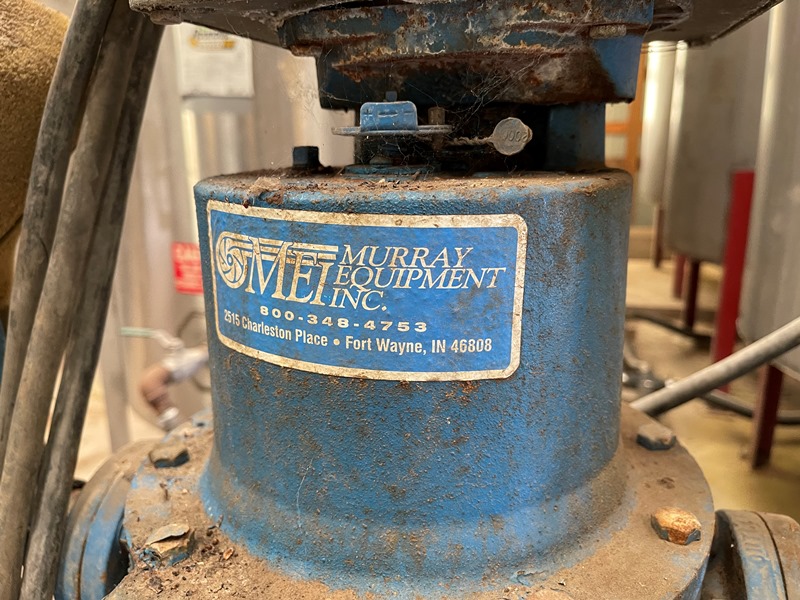 MEI
MURRAY
EQUIPMENT
INC.
800-348-4753
2515 Charleston Place • Fort Wayne, IN 46808